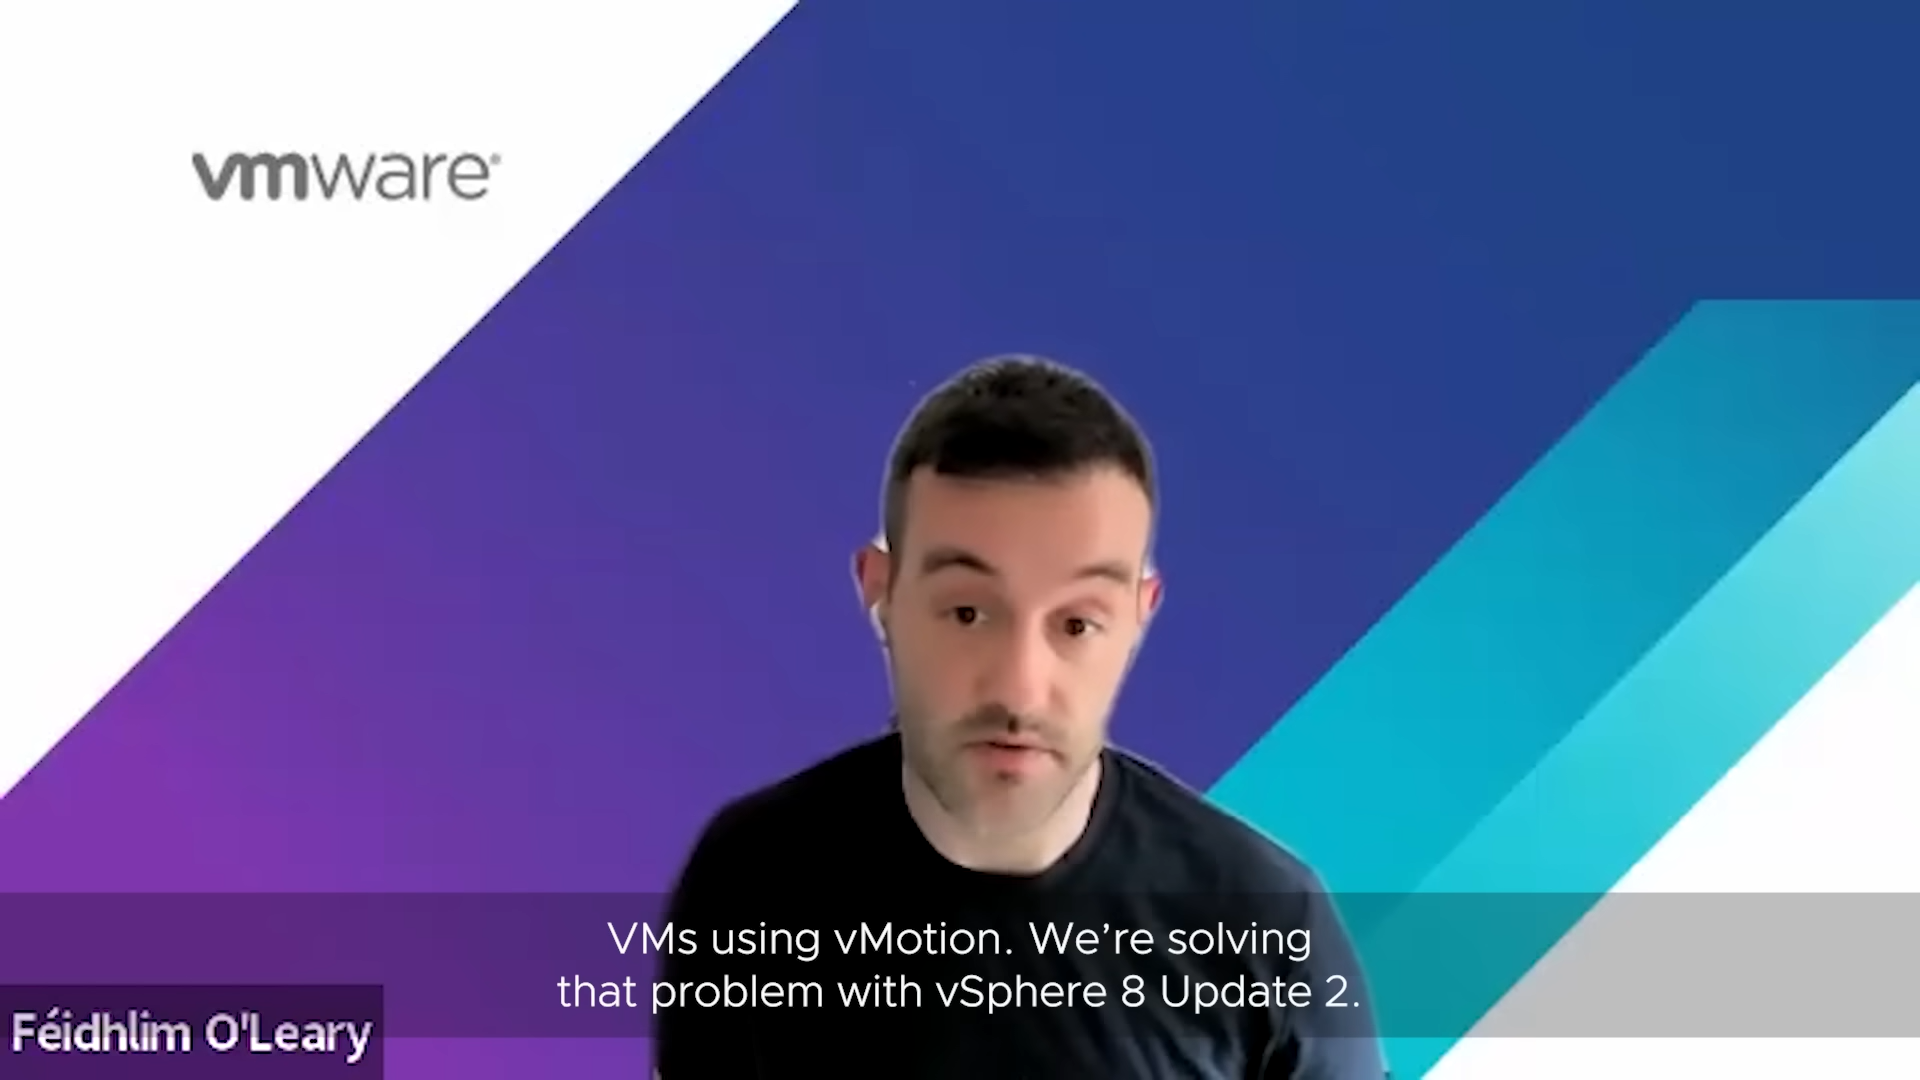 vmware®
VMs using vMotion. We’re solving
that problem with vSphere 8 Update 2.
Féidhlim O'Leary